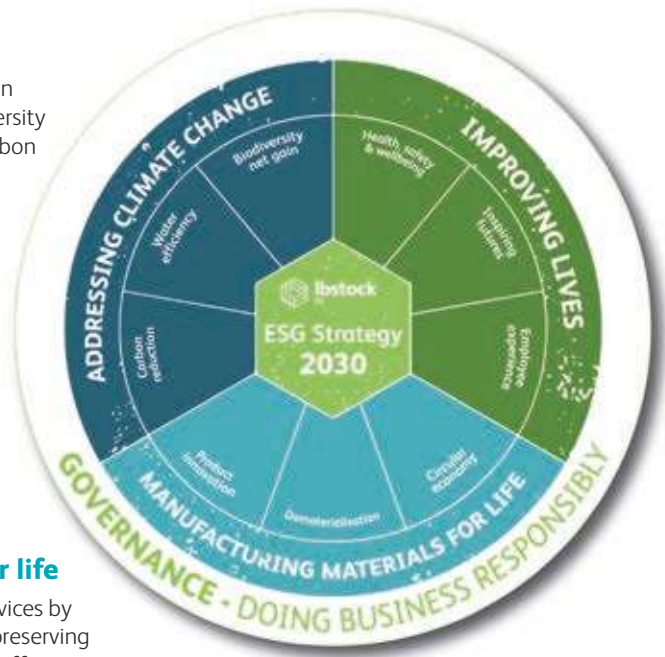 n
ersity
bon
ADDRESSING CLIMATE CHANGE
Biodiversity
net gain
Water
efficiency
Carbon
reduction
IMPROVING LIVES
Health, safety
& wellbeing
Inspiring
futures
Employee
experience
Ibstock
ESG Strategy
2030
Product
innovation
Dematerialisation
Circular
economy
MANUFACTURING MATERIALS FOR LIFE
GOVERNANCE - DOING BUSINESS RESPONSIBLY
r life
vices by
preserving